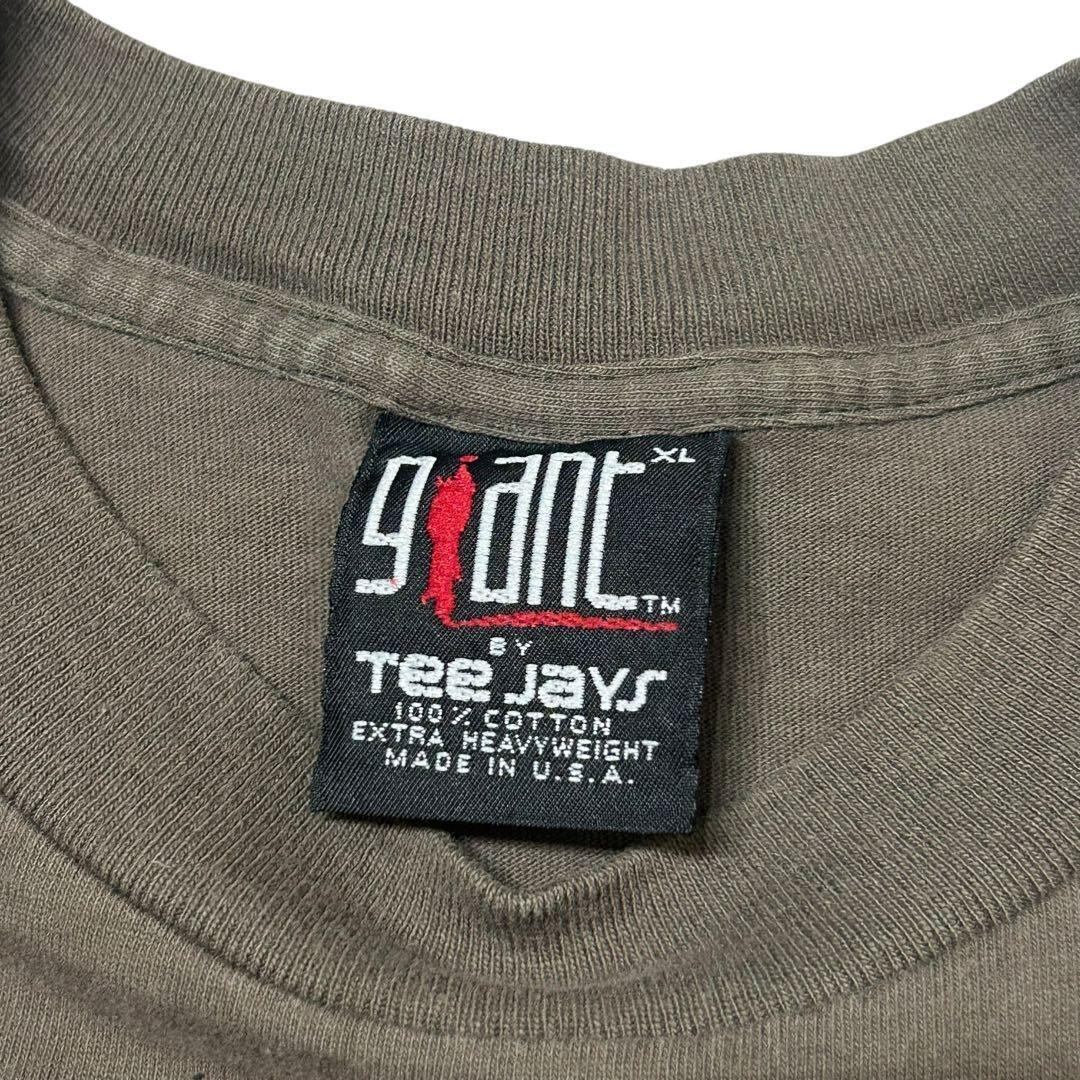 giant XL
TM
BY
Tee Jays
100% COTTON
EXTRA HEAVYWEIGHT
MADE IN U.S.A.